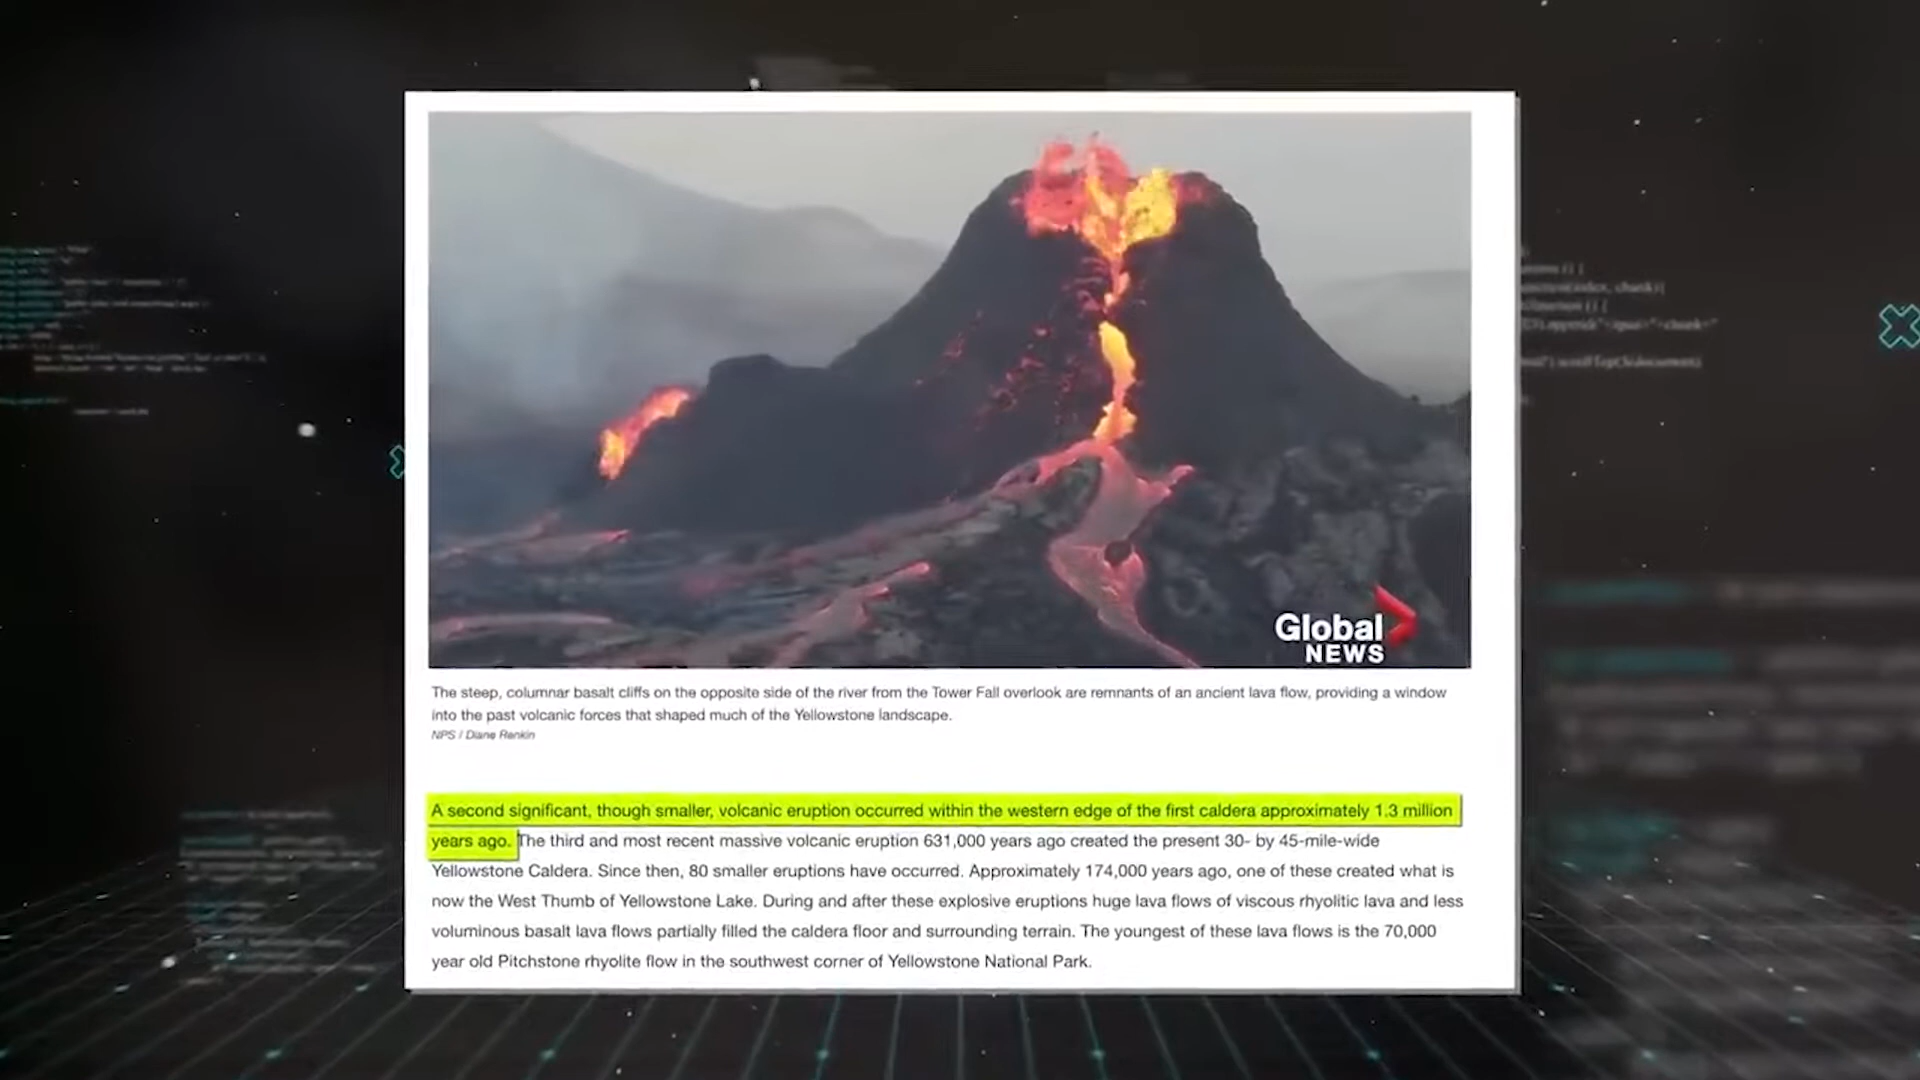 Global
NEWS
The steep, columnar basalt cliffs on the opposite side of the river from the Tower Fall overlook are remnants of an ancient lava flow, providing a window
into the past volcanic forces that shaped much of the Yellowstone landscape.
NPS / Diane Renkin
A second significant, though smaller, volcanic eruption occurred within the western edge of the first caldera approximately 1.3 million
years ago. The third and most recent massive volcanic eruption 631,000 years ago created the present 30- by 45-mile-wide
Yellowstone Caldera. Since then, 80 smaller eruptions have occurred. Approximately 174,000 years ago, one of these created what is
now the West Thumb of Yellowstone Lake. During and after these explosive eruptions huge lava flows of viscous rhyolitic lava and less
voluminous basalt lava flows partially filled the caldera floor and surrounding terrain. The youngest of these lava flows is the 70,000
year old Pitchstone rhyolite flow in the southwest corner of Yellowstone National Park.